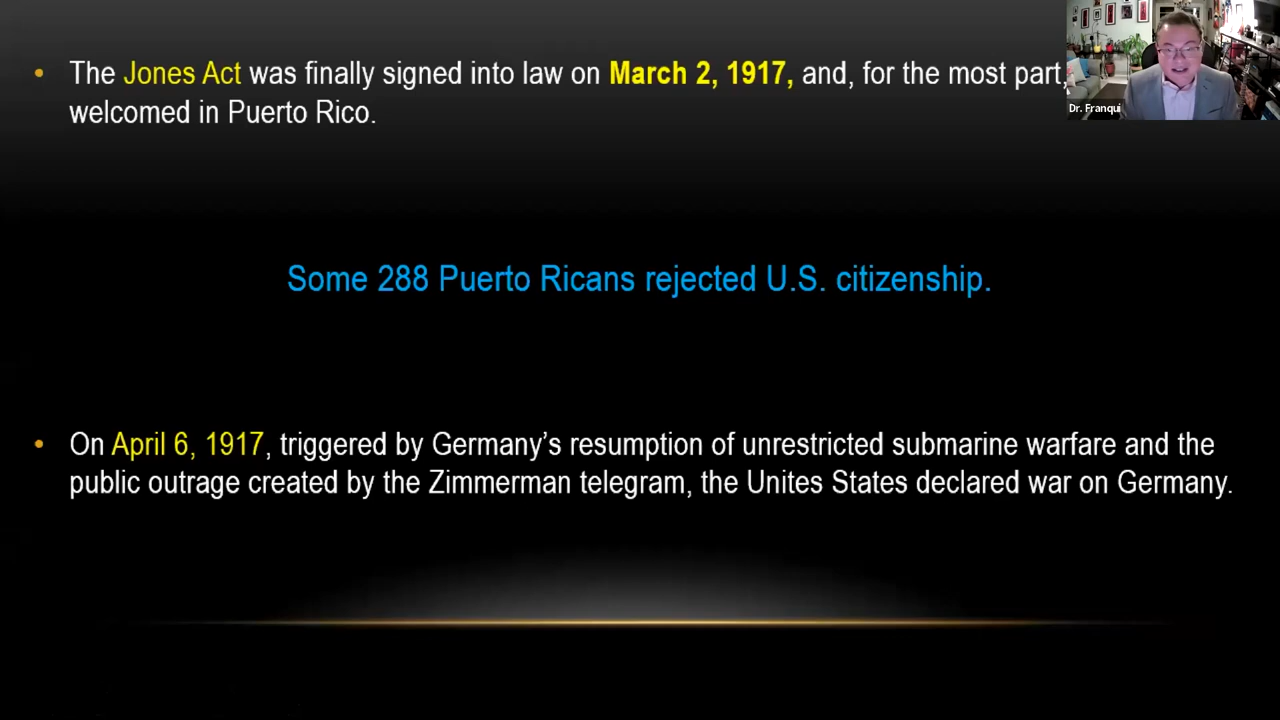 • The Jones Act was finally signed into law on March 2, 1917, and, for the most part,
welcomed in Puerto Rico.
Dr. Franqui
Some 288 Puerto Ricans rejected U.S. citizenship.
• On April 6, 1917, triggered by Germany’s resumption of unrestricted submarine warfare and the
public outrage created by the Zimmerman telegram, the Unites States declared war on Germany.